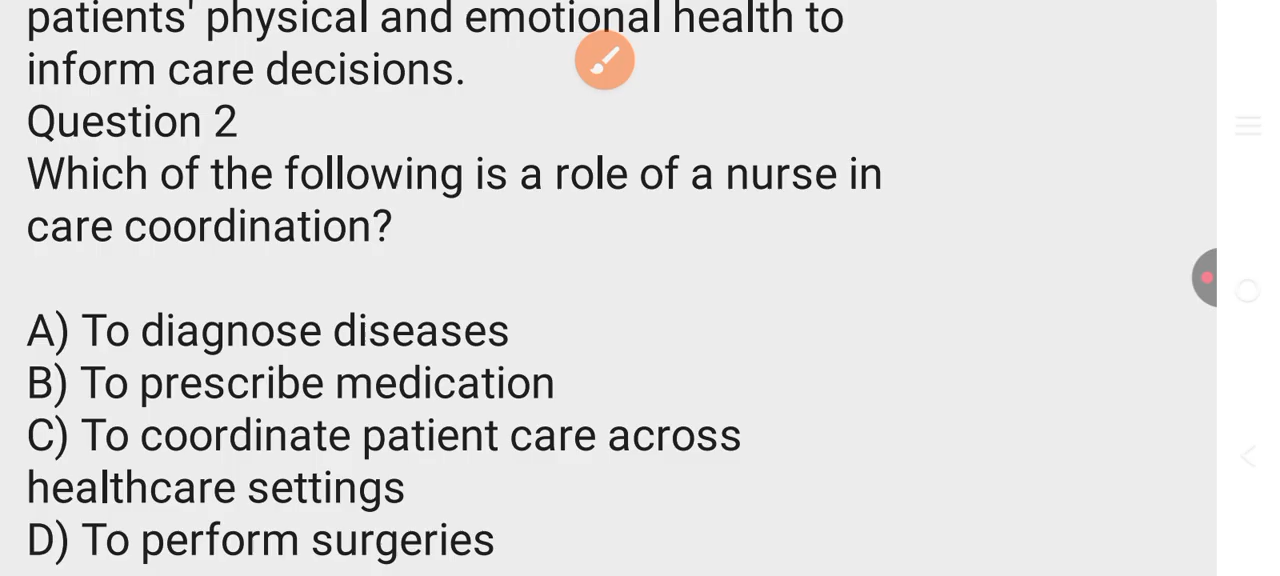 patients' physical and emotional health to
inform care decisions.
Question 2
Which of the following is a role of a nurse in
care coordination?
A) To diagnose diseases
B) To prescribe medication
C) To coordinate patient care across
healthcare settings
D) To perform surgeries